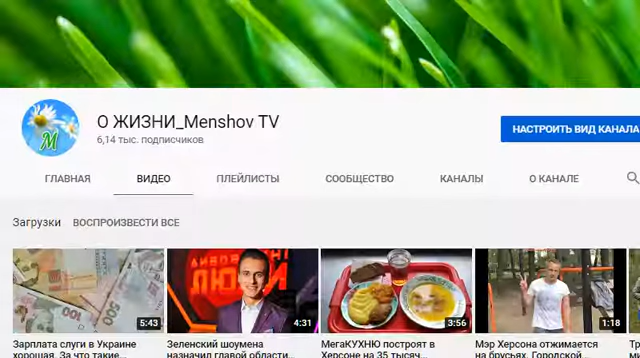 О ЖИЗНИ_Menshov TV
6,14 тыс. подписчиков
НАСТРОИТЬ ВИД КАНАЛА
ГЛАВНАЯ ВИДЕО ПЛЕЙЛИСТЫ СООБЩЕСТВО КАНАЛЫ О КАНАЛЕ
Загрузки ВОСПРОИЗВЕСТИ ВСЕ
5:43 4:31 3:56 1:18
Зарплата слуги в Украине Зеленский шоумена МегаКУХНЮ построят в Мэр Херсона отжимается
хорошая. За что такие... назначил главой области... Херсоне на 35 тысяч... на брусьях. Городской...